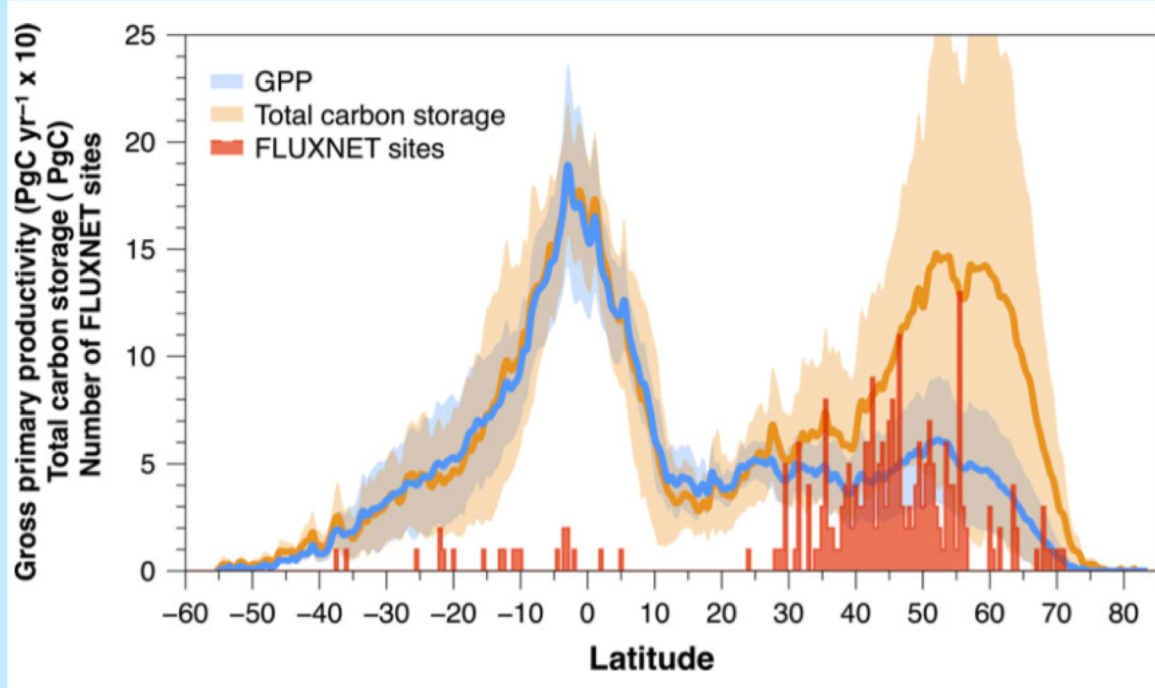 Gross primary productivity (PgC yr⁻¹ x 10)
Total carbon storage ( PgC)
Number of FLUXNET sites
25
20
15
10
5
0
GPP
Total carbon storage
FLUXNET sites
−60 −50 −40 −30 −20 −10 0 10 20 30 40 50 60 70 80
Latitude